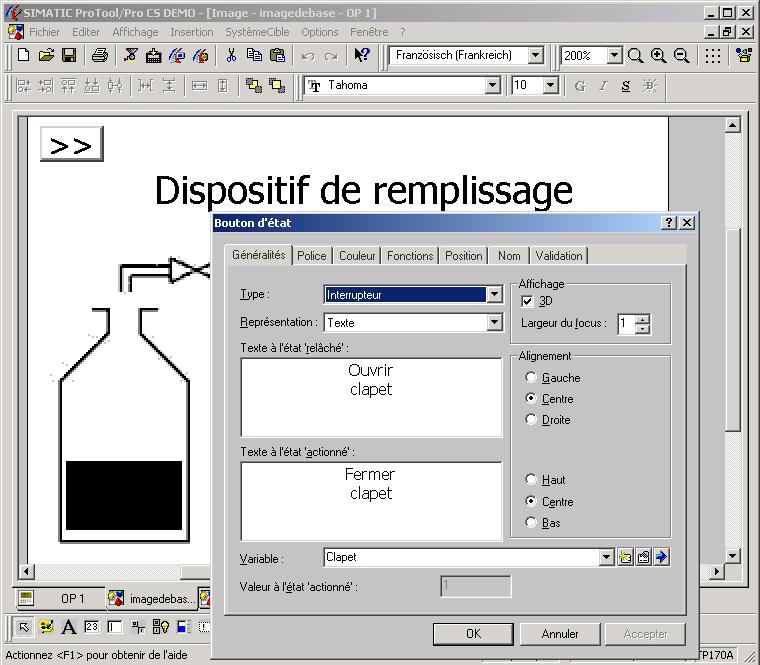 SIMATIC ProTool/Pro CS DEMO - [Image - imagedebase - OP 1]
Fichier Editer Affichage Insertion SystèmeCible Options Fenêtre ?
Französisch (Frankreich) 200%
Tahoma 10 G I S B
>>
Dispositif de remplissage
Bouton d'état
Généralités Police Couleur Fonctions Position Nom Validation
Type : Interrupteur
Représentation : Texte
Affichage
3D
Largeur du focus : 1
Texte à l'état 'relâché' :
Ouvrir
clapet
Alignement
Gauche
Centre
Droite
Texte à l'état 'actionné' :
Fermer
clapet
Haut
Centre
Bas
Variable : Clapet
Valeur à l'état 'actionné' : 1
OP 1 imagedebas...
OK Annuler Accepter
Actionnez <F1> pour obtenir de l'aide
TP170A